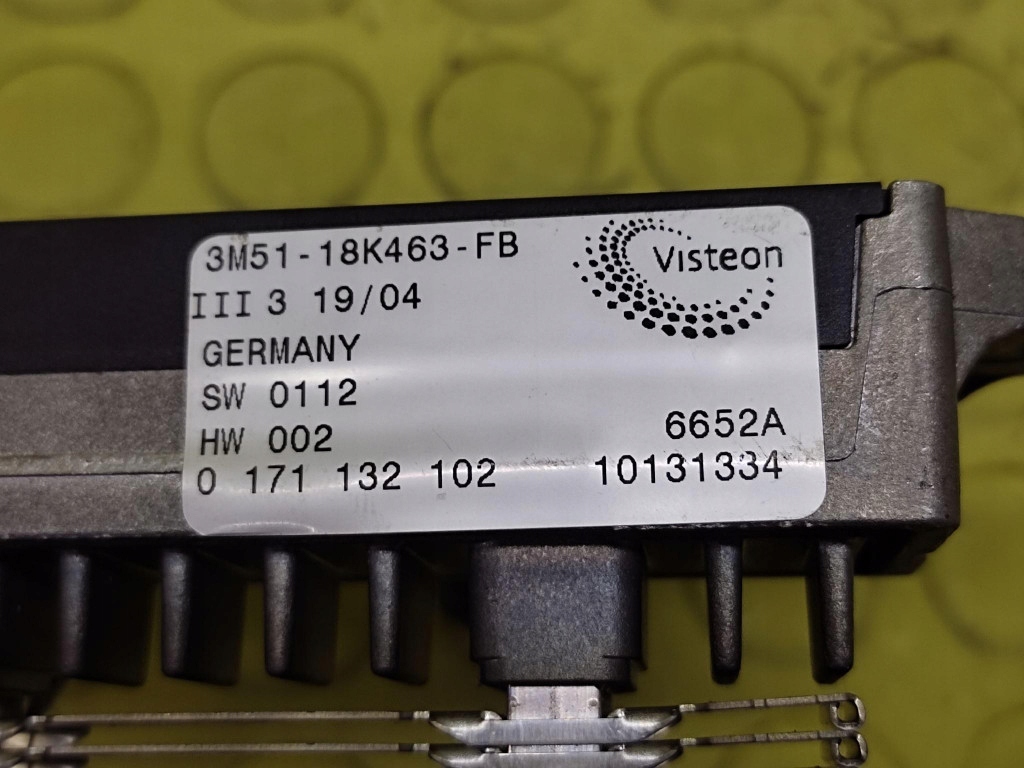 3M51-18K463-FB
Visteon
III 3 19/04
GERMANY
SW 0112
HW 002
6652A
0 171 132 102
10131334